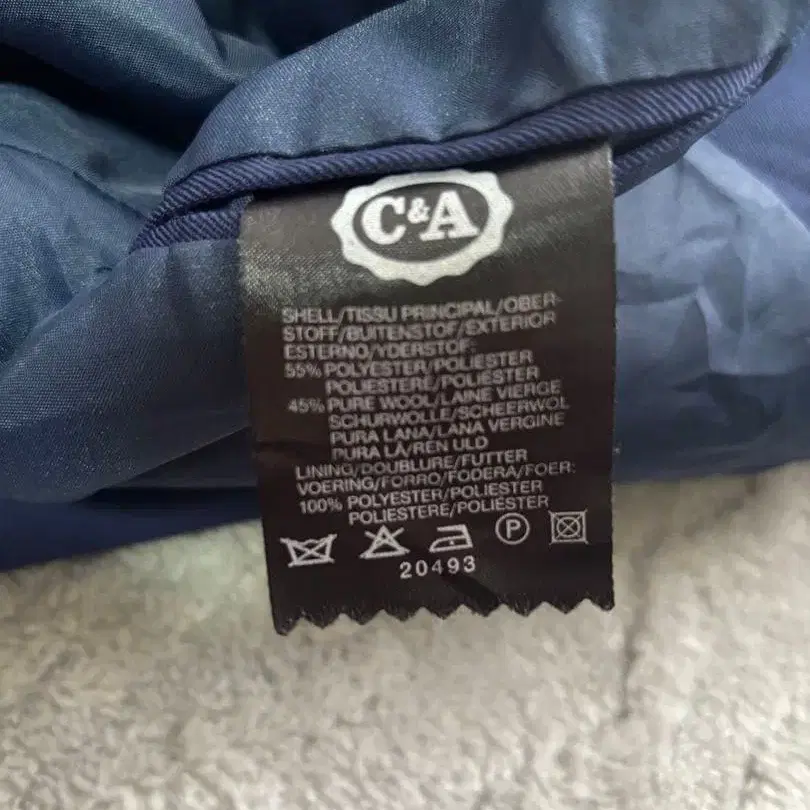 C&A
SHELL/TISSU PRINCIPAL/OBER-
STOFF/BUITENSTOF/EXTERIOR
ESTERNO/YDERSTOF:
55% POLYESTER/POLIESTER
POLIESTERE/POLIÉSTER
45% PURE WOOL/LAINE VIERGE
SCHURWOLLE/SCHEERWOL
PURA LANA/LANA VERGINE
PURA LÃ/REN ULD
LINING/DOUBLURE/FUTTER
VOERING/FORRO/FODERA/FOER:
100% POLYESTER/POLIESTER
POLIESTERE/POLIÉSTER
P
20493